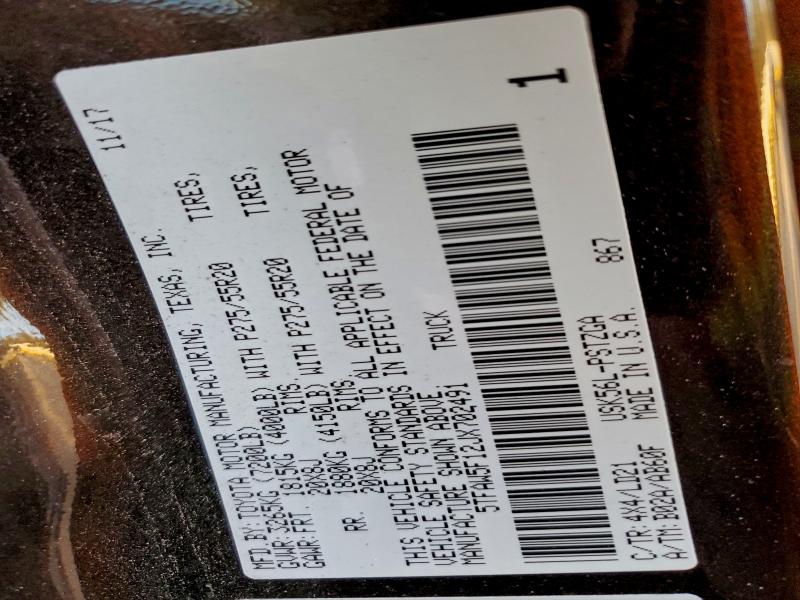 MFD. BY: TOYOTA MOTOR MANUFACTURING, TEXAS, INC. 11/17
GVWR: 3265KG (7200LB)
GAWR: FRT. 1815KG (4000LB) WITH P275/55R20 TIRES,
20X8J RIMS,
RR. 1880KG (4150LB) WITH P275/55R20 TIRES,
20X8J RIMS
THIS VEHICLE CONFORMS TO ALL APPLICABLE FEDERAL MOTOR
VEHICLE SAFETY STANDARDS IN EFFECT ON THE DATE OF
MANUFACTURE SHOWN ABOVE.
5TFAW5F12JX702491 TRUCK
1
C/TR: 4X4/LD21 USK56L-PSTZGA 867
A/TM: B02A/AB60F MADE IN U.S.A.